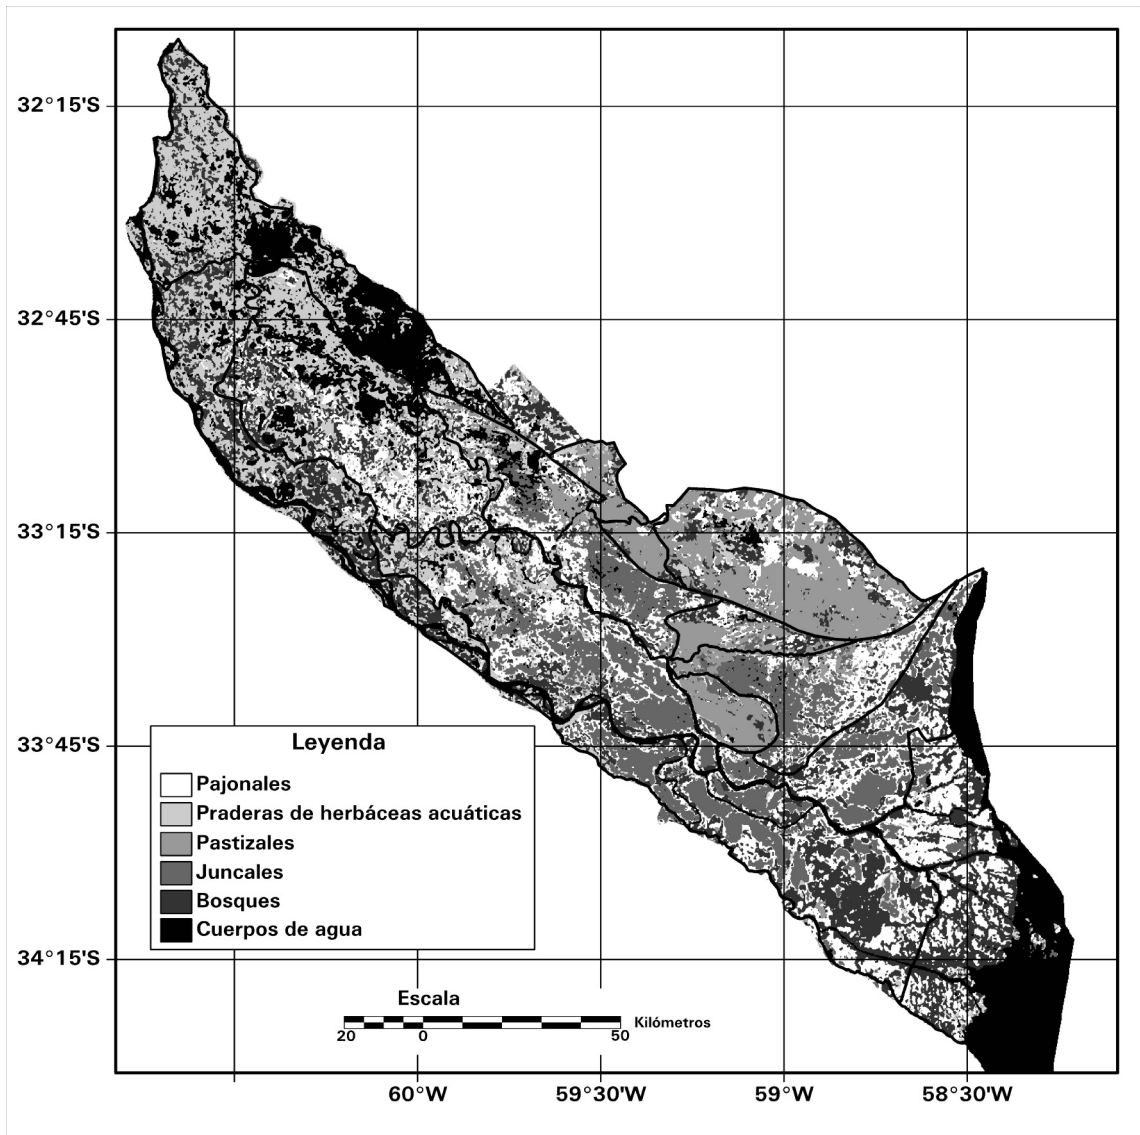 32°15'S
32°45'S
33°15'S
33°45'S
34°15'S
Leyenda
Pajonales
Praderas de herbáceas acuáticas
Pastizales
Juncales
Bosques
Cuerpos de agua
Escala
20 0 50 Kilómetros
60°W 59°30'W 59°W 58°30'W